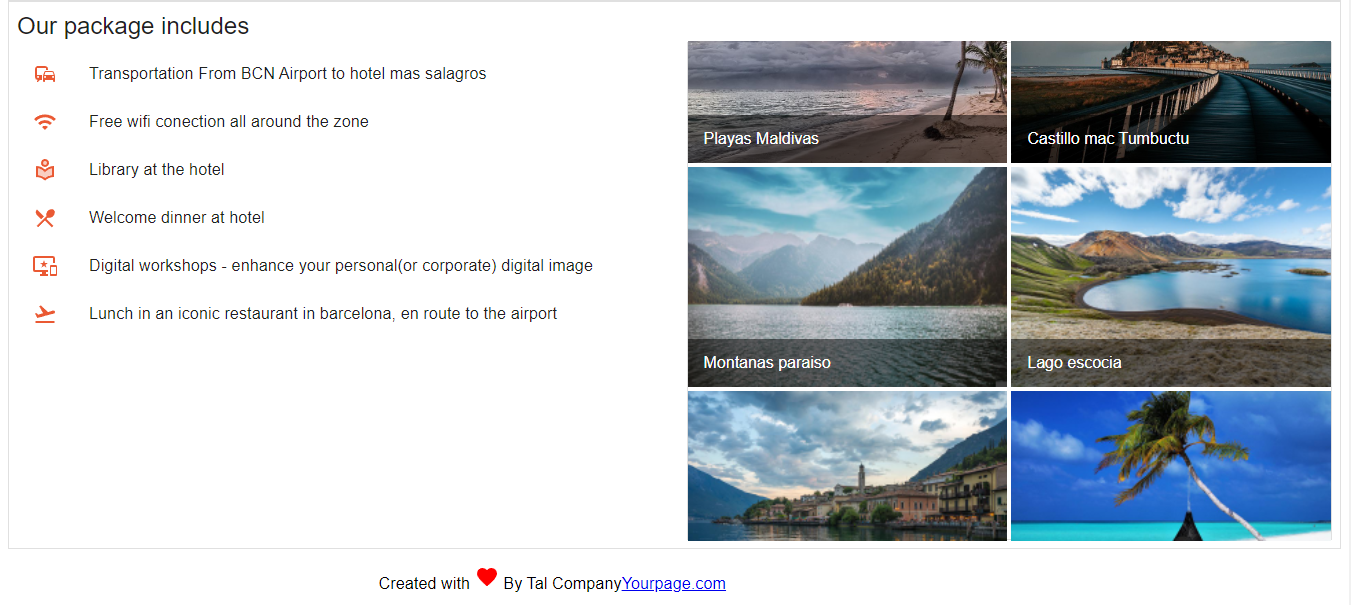 Our package includes
Transportation From BCN Airport to hotel mas salagros
Free wifi conection all around the zone
Library at the hotel
Welcome dinner at hotel
Digital workshops - enhance your personal(or corporate) digital image
Lunch in an iconic restaurant in barcelona, en route to the airport
Playas Maldivas
Castillo mac Tumbuctu
Montanas paraiso
Lago escocia
Created with By Tal CompanyYourpage.com